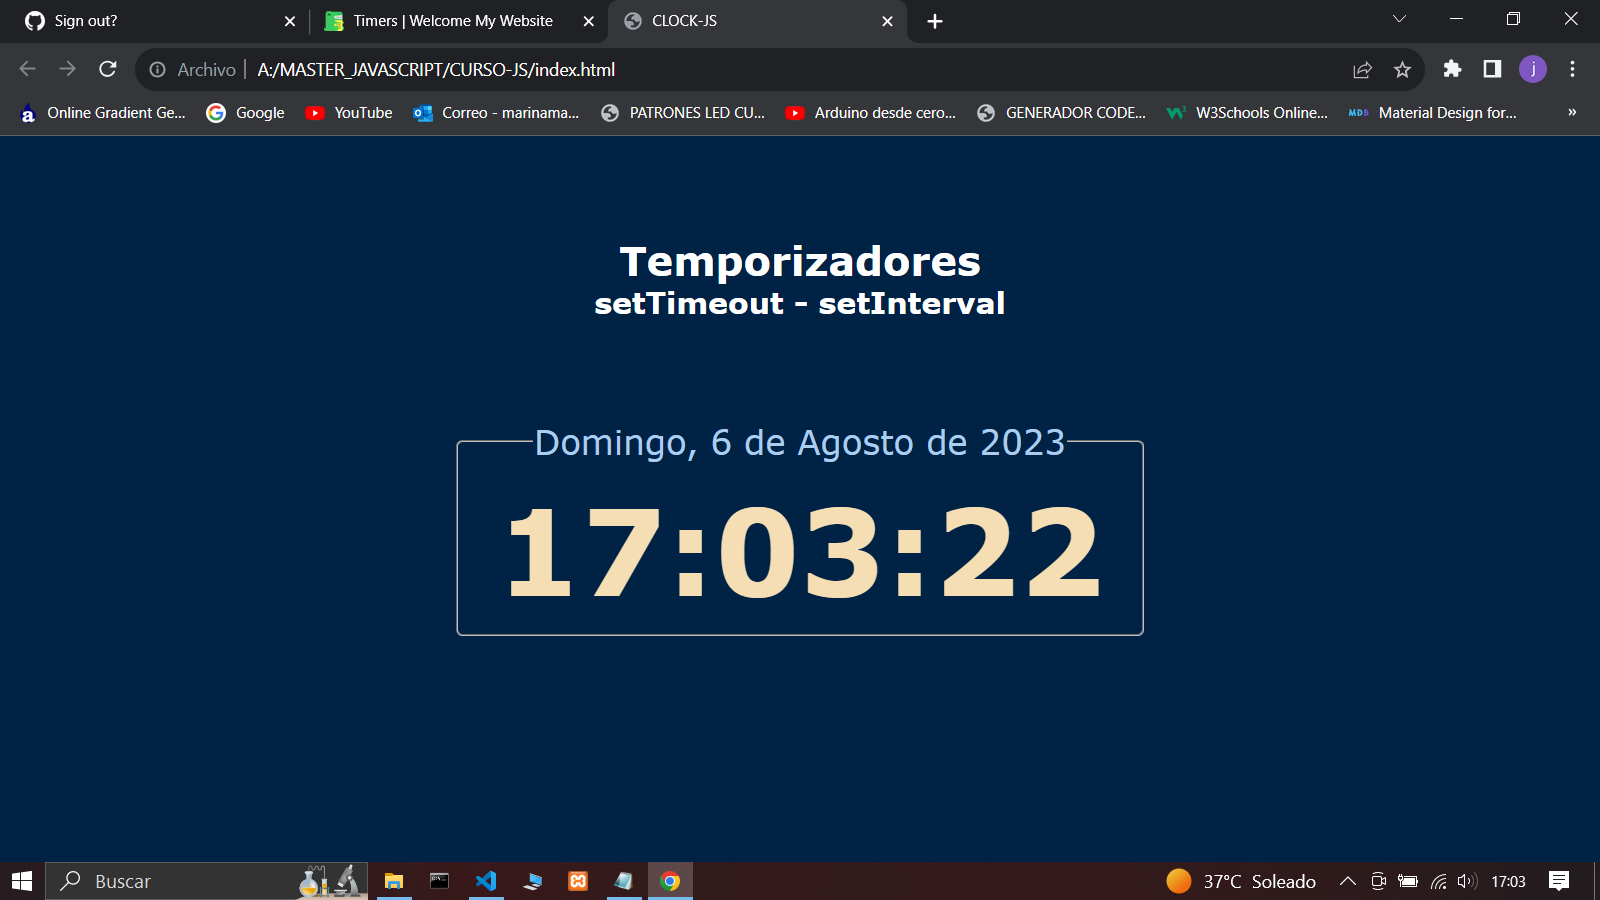 Sign out?
Timers | Welcome My Website
CLOCK-JS
Archivo | A:/MASTER_JAVASCRIPT/CURSO-JS/index.html
j
Online Gradient Ge...
Google
YouTube
Correo - marinama...
PATRONES LED CU...
Arduino desde cero...
GENERADOR CODE...
W3Schools Online...
MDB
Material Design for...
»
Temporizadores
setTimeout - setInterval
Domingo, 6 de Agosto de 2023
17:03:22
Buscar
37°C Soleado
17:03